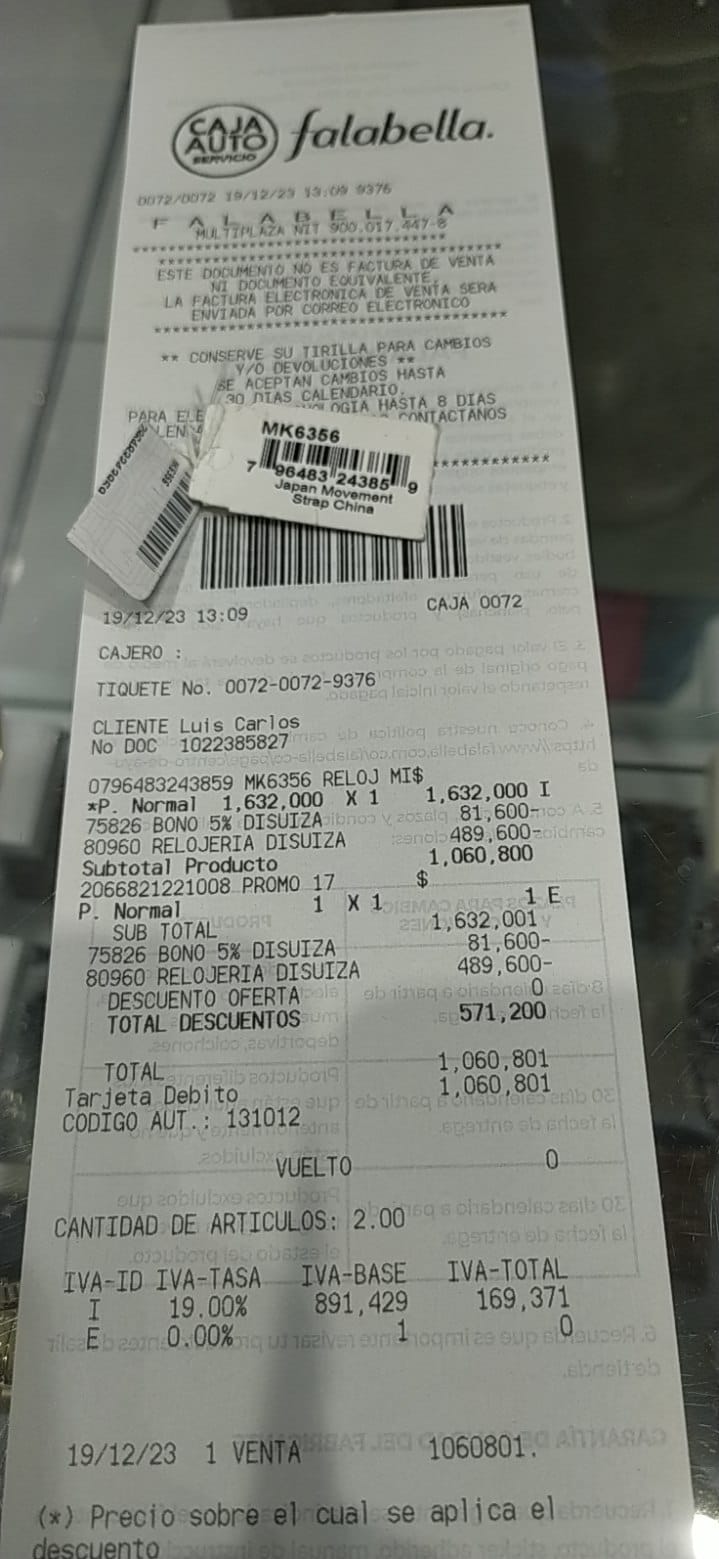 CAJA AUTO SERVICIO falabella.
0072/0072 19/12/23 13:09 9376
F A L A B E L L A
MULTIPLAZA NIT 900.017.447-8
************************************
************************************
ESTE DOCUMENTO NO ES FACTURA DE VENTA
NI DOCUMENTO EQUIVALENTE,
LA FACTURA ELECTRONICA DE VENTA SERA
ENVIADA POR CORREO ELECTRONICO
************************************
** CONSERVE SU TIRILLA PARA CAMBIOS
Y/O DEVOLUCIONES **
SE ACEPTAN CAMBIOS HASTA
30 DIAS CALENDARIO.
PARA ELE OLOGIA HASTA 8 DIAS
CONTACTANOS
MK6356
7 96483 24385 9
Japan Movement
Strap China
19/12/23 13:09 CAJA 0072
CAJERO :
TIQUETE No. 0072-0072-9376
CLIENTE Luis Carlos
No DOC 1022385827
0796483243859 MK6356 RELOJ MI$
*P. Normal 1,632,000 X 1 1,632,000 I
75826 BONO 5% DISUIZA 81,600-
80960 RELOJERIA DISUIZA 489,600-
Subtotal Producto 1,060,800
2066821221008 PROMO 17 $
P. Normal 1 X 1 1 E
SUB TOTAL 1,632,001
75826 BONO 5% DISUIZA 81,600-
80960 RELOJERIA DISUIZA 489,600-
DESCUENTO OFERTA 0
TOTAL DESCUENTOS 571,200
TOTAL 1,060,801
Tarjeta Debito 1,060,801
CODIGO AUT.: 131012
VUELTO 0
CANTIDAD DE ARTICULOS: 2.00
IVA-ID IVA-TASA IVA-BASE IVA-TOTAL
I 19.00% 891,429 169,371
E 0.00% 1 0
19/12/23 1 VENTA 1060801.
(*) Precio sobre el cual se aplica el
descuento